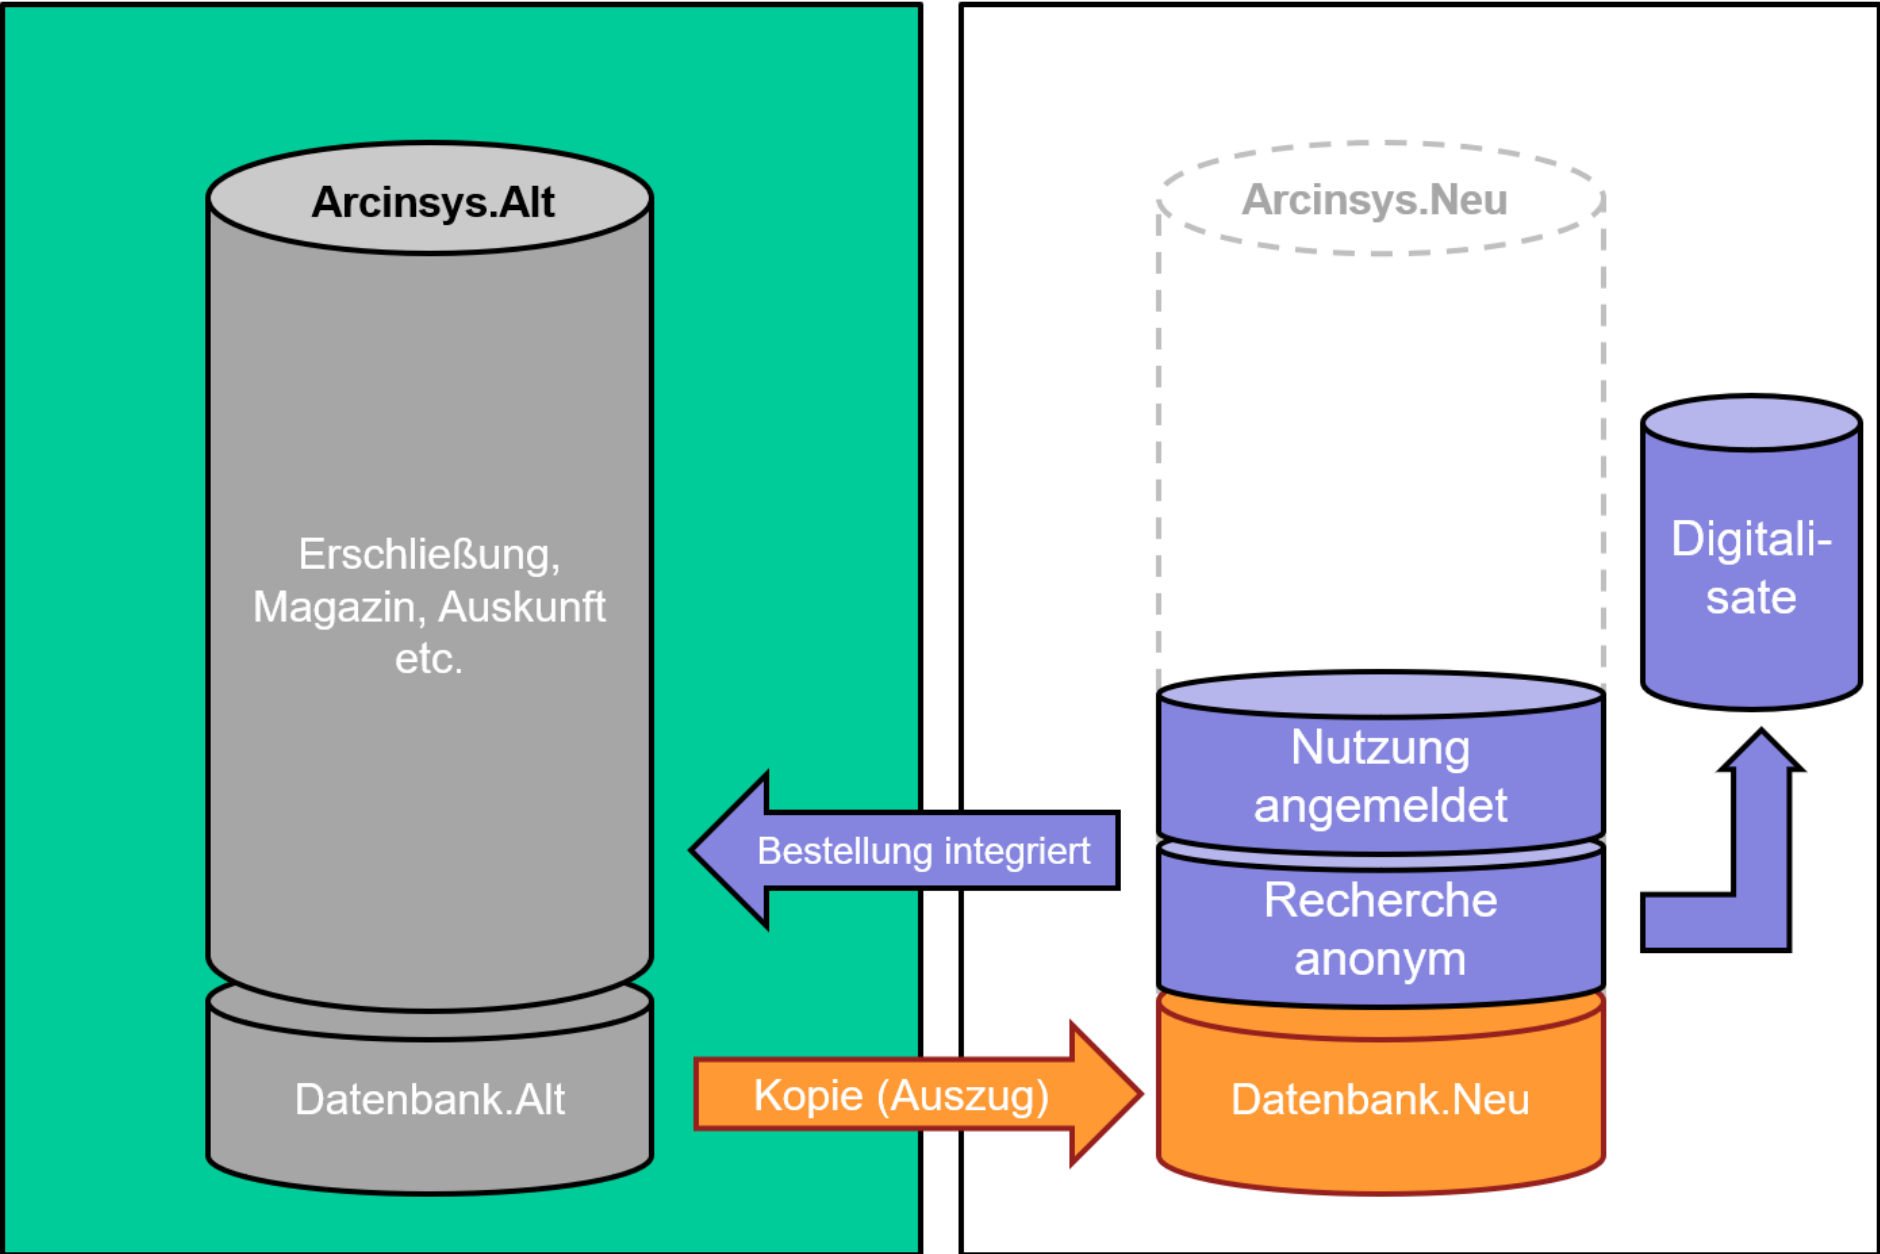 Arcinsys.Alt
Erschließung,
Magazin, Auskunft
etc.
Datenbank.Alt
Bestellung integriert
Kopie (Auszug)
Arcinsys.Neu
Nutzung
angemeldet
Recherche
anonym
Datenbank.Neu
Digitali-
sate